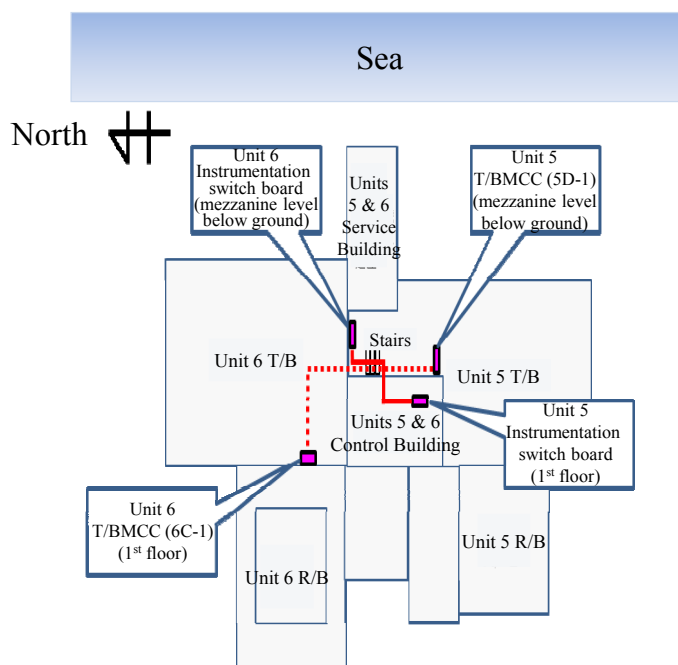 Sea
North
Unit 6
Instrumentation
switch board
(mezzanine level
below ground)
Units
5 & 6
Service
Building
Unit 5
T/BMCC (5D-1)
(mezzanine level
below ground)
Stairs
Unit 6 T/B
Unit 5 T/B
Units 5 & 6
Control Building
Unit 5
Instrumentation
switch board
(1st floor)
Unit 6
T/BMCC (6C-1)
(1st floor)
Unit 5 R/B
Unit 6 R/B